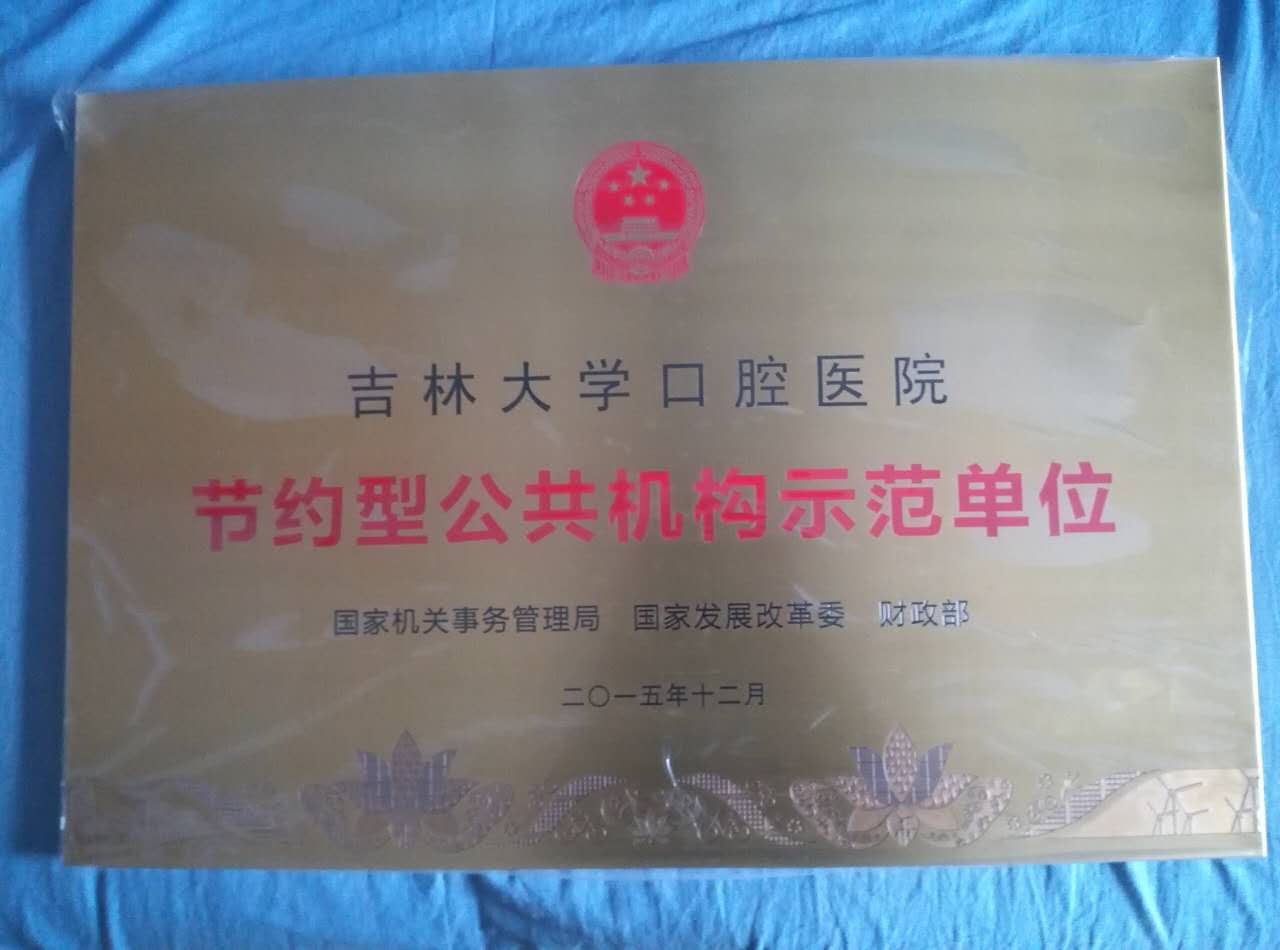 吉林大学口腔医院
节约型公共机构示范单位
国家机关事务管理局 国家发展改革委 财政部
二〇一五年十二月